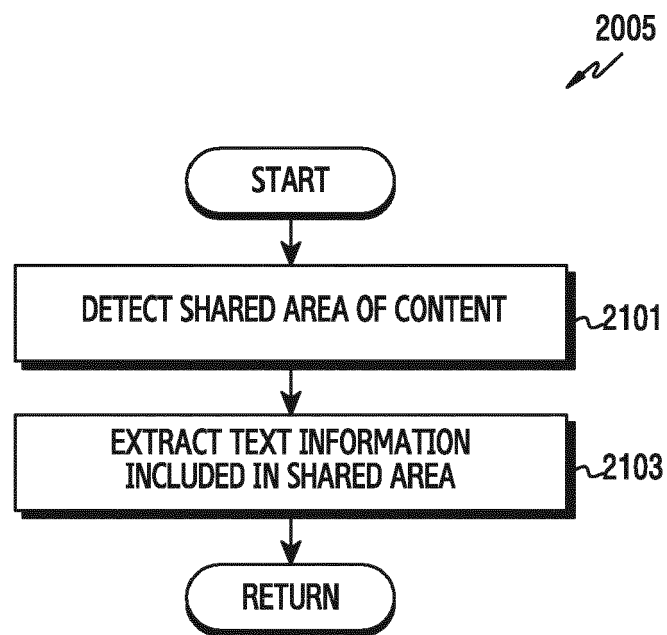 2005
START
DETECT SHARED AREA OF CONTENT
2101
EXTRACT TEXT INFORMATION
INCLUDED IN SHARED AREA
2103
RETURN